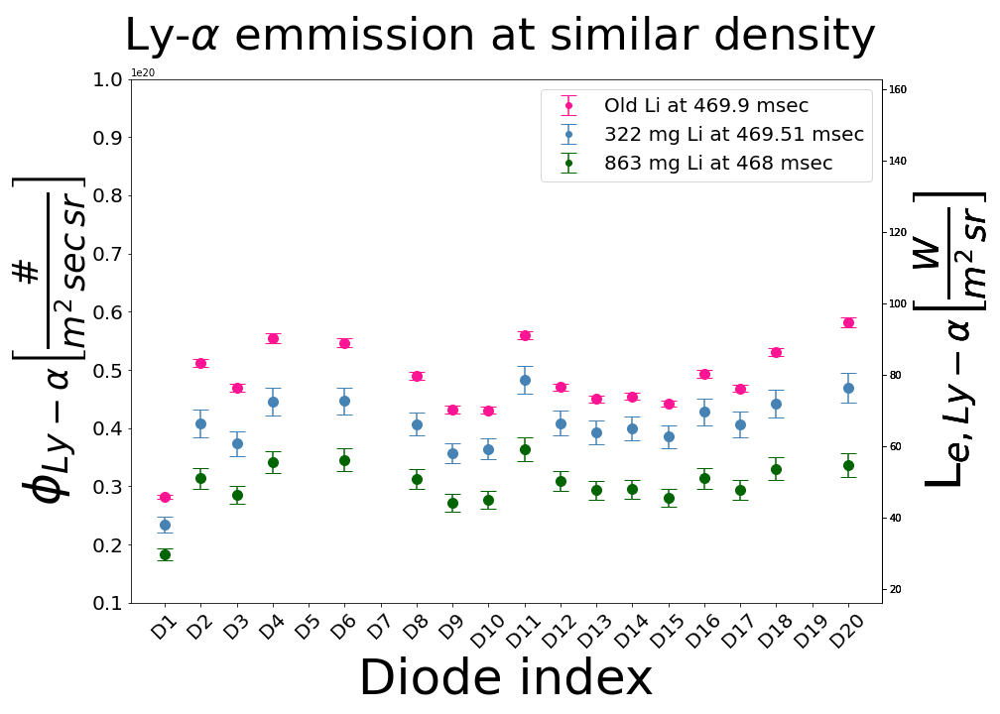 Ly-α emmission at similar density
1e20
1.0
0.9
0.8
0.7
0.6
0.5
0.4
0.3
0.2
0.1
ϕ_{Ly-α} [# / m² sec sr]
Old Li at 469.9 msec
322 mg Li at 469.51 msec
863 mg Li at 468 msec
160
140
120
100
80
60
40
20
L_{e,Ly-α} [W / m² sr]
D1 D2 D3 D4 D5 D6 D7 D8 D9 D10 D11 D12 D13 D14 D15 D16 D17 D18 D19 D20
Diode index